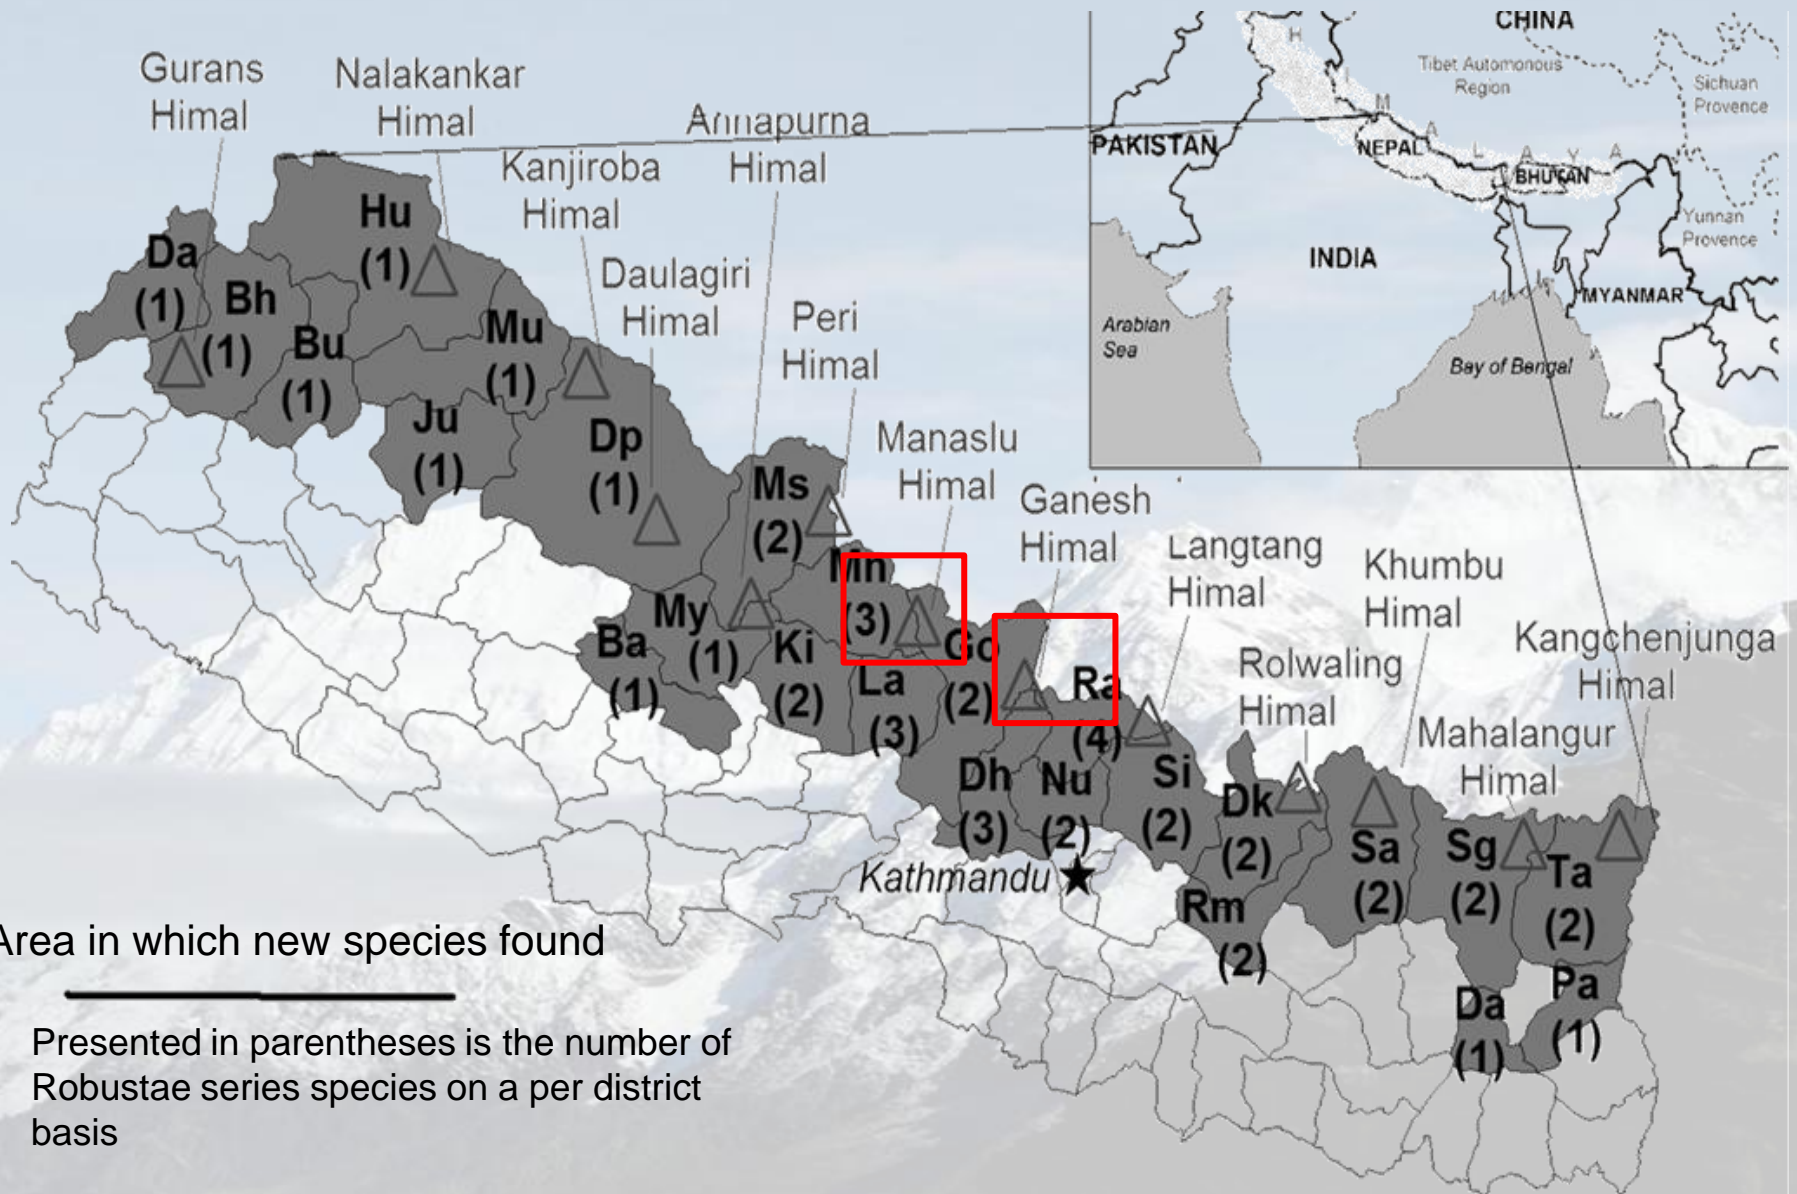 Gurans
Himal
Nalakankar
Himal
Annapurna
Himal
Kanjiroba
Himal
Daulagiri
Himal
Peri
Himal
Manaslu
Himal
Ganesh
Himal
Langtang
Himal
Khumbu
Himal
Rolwaling
Himal
Kangchenjunga
Himal
Mahalangur
Himal
Da
(1)
Bh
(1)
Hu
(1)
Bu
(1)
Mu
(1)
Ju
(1)
Dp
(1)
Ms
(2)
Mn
(3)
My
(1)
Ba
(1)
Ki
(2)
La
(3)
Go
(2)
Ra
(4)
Dh
(3)
Nu
(2)
Si
(2)
Dk
(2)
Rm
(2)
Sa
(2)
Sg
(2)
Ta
(2)
Da
(1)
Pa
(1)
Kathmandu
CHINA
Tibet Automonous
Region
Sichuan
Provence
Yunnan
Provence
PAKISTAN
NEPAL
BHUTAN
INDIA
MYANMAR
H I M A L A Y A
Arabian
Sea
Bay of Bengal
Area in which new species found
Presented in parentheses is the number of
Robustae series species on a per district
basis